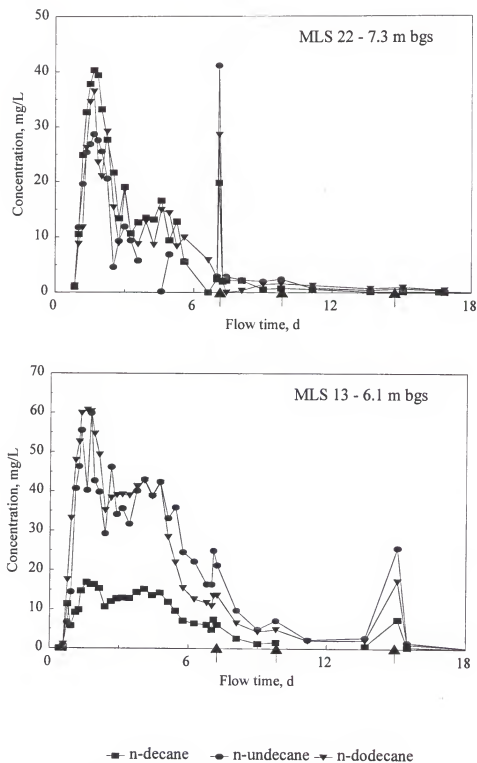 50
MLS 22 - 7.3 m bgs
40
30
20
10
0
Concentration, mg/L
0 6 12 18
Flow time, d
70
MLS 13 - 6.1 m bgs
60
50
40
30
20
10
0
Concentration, mg/L
0 6 12 18
Flow time, d
n-decane n-undecane n-dodecane